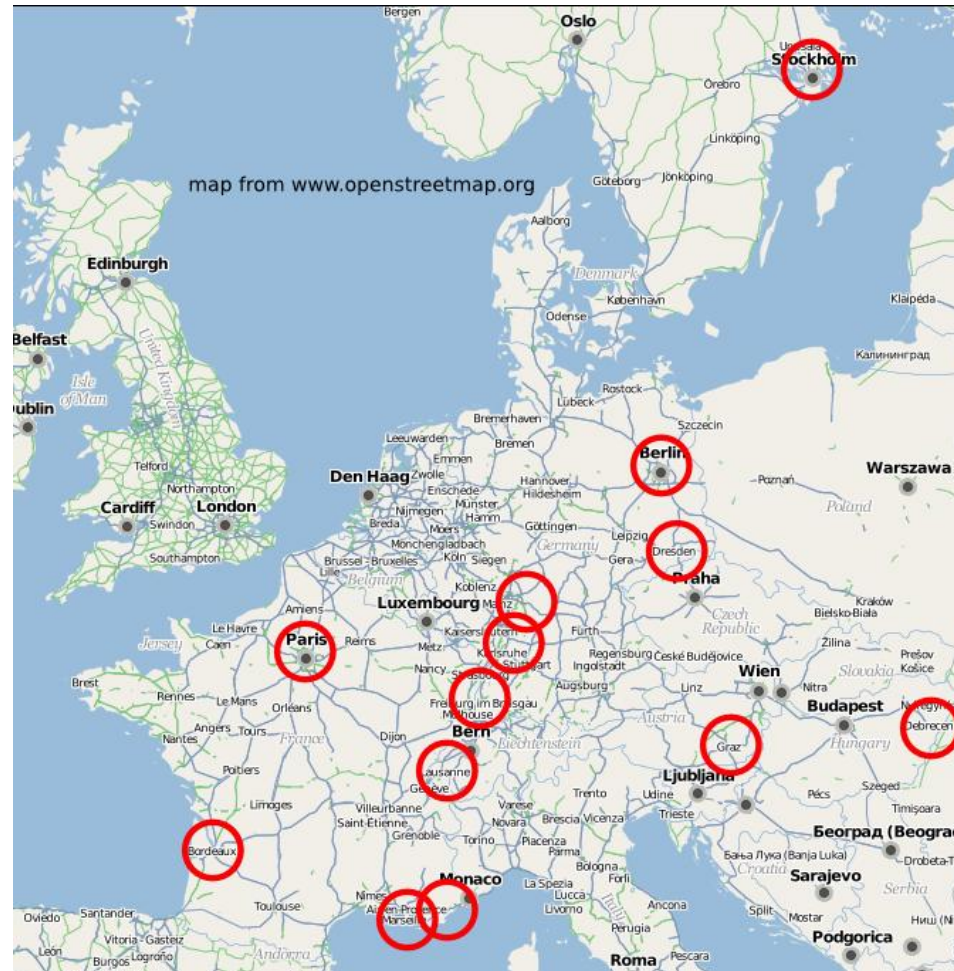 Bergen
Oslo
Stockholm
Örebro
Linköping
map from www.openstreetmap.org
Göteborg
Jönköping
Aalborg
Edinburgh
Denmark
København
Klaipėda
Odense
Belfast
United Kingdom
Калининград
Isle
of Man
Rostock
Lübeck
Bremerhaven
Szczecin
Leeuwarden
Bremen
Emmen
Berlin
Telford
Den Haag
Zwolle
Hannover
Warszawa
Northampton
Enschede
Hildesheim
Poznań
Nijmegen
Münster
Cardiff
London
Hamm
Poland
Swindon
Breda
Moers
Göttingen
Leipzig
Mönchengladbach
Germany
Dresden
Southampton
Brussel - Bruxelles
Köln
Siegen
Gera
Lille
Belgium
Koblenz
Praha
Amiens
Luxembourg
Mainz
Kraków
Czech
Republic
Bielsko-Biała
Le Havre
Jersey
Caen
Paris
Reims
Kaiserslautern
Fürth
Žilina
Metz
Karlsruhe
Regensburg
České Budějovice
Prešov
Stuttgart
Ingolstadt
Košice
Brest
Nancy
Strasbourg
Slovakia
Rennes
Le Mans
Augsburg
Linz
Wien
Nitra
Orléans
Freiburg im Breisgau
Mulhouse
Budapest
Angers
Tours
Austria
Debrecen
Nantes
France
Dijon
Bern
Liechtenstein
Graz
Hungary
Poitiers
Lausanne
Genève
Ljubljana
Szeged
Trento
Udine
Pécs
Limoges
Villeurbanne
Varese
Trieste
Timișoara
Saint-Etienne
Novara
Brescia
Vicenza
Београд (Beogra
Grenoble
Torino
Piacenza
Bordeaux
Parma
Бања Лука (Banja Luka)
Drobeta-T
Bologna
Croatia
Monaco
La Spezia
Forlì
Sarajevo
Serbia
Nîmes
Lucca
Toulouse
Aix-en-Provence
Livorno
Ancona
Oviedo
Santander
Marseille
Italy
Split
Mostar
Perugia
Vitoria - Gasteiz
León
Burgos
Logroño
Andorra
Roma
Pescara
Podgorica